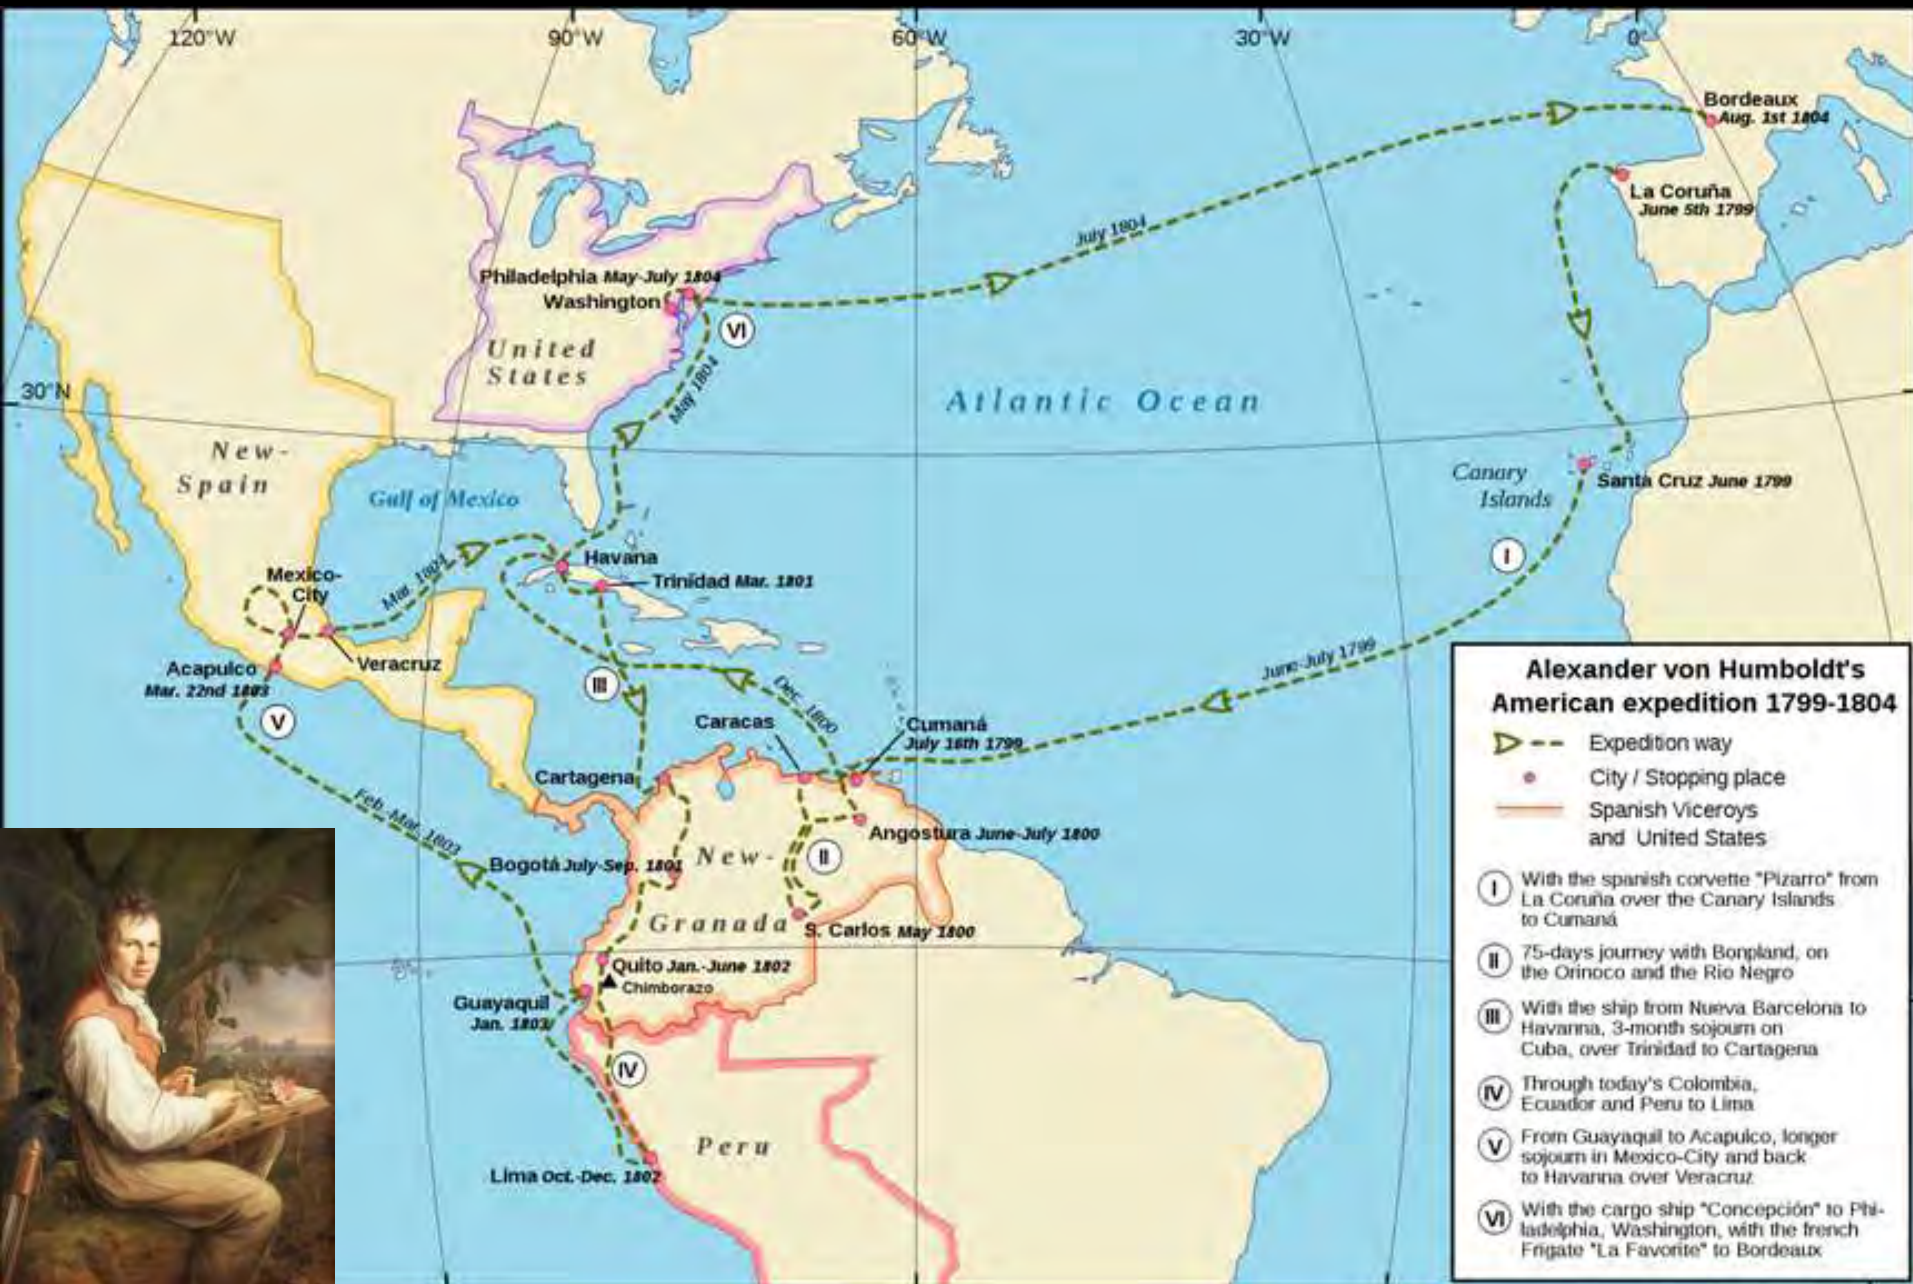 120°W
90°W
60°W
30°W
0°
Bordeaux
Aug. 1st 1804
La Coruña
June 5th 1799
July 1804
Philadelphia May-July 1804
Washington
VI
United
States
May 1804
30°N
Atlantic Ocean
New-
Spain
Gulf of Mexico
Canary
Islands
Santa Cruz June 1799
I
Havana
Trinidad Mar. 1801
Mexico-
City
Mar. 1804
Veracruz
Acapulco
Mar. 22nd 1803
V
III
June-July 1799
Dec. 1800
Caracas
Cumaná
July 16th 1799
Cartagena
Feb.-Mar. 1803
Angostura June-July 1800
Bogotá July-Sep. 1801
New-
Granada
II
S. Carlos May 1800
Quito Jan.-June 1802
Chimborazo
Guayaquil
Jan. 1803
IV
Peru
Lima Oct.-Dec. 1802
Alexander von Humboldt's
American expedition 1799-1804
Expedition way
City / Stopping place
Spanish Viceroys
and United States
I With the spanish corvette "Pizarro" from
La Coruña over the Canary Islands
to Cumaná
II 75-days journey with Bonpland, on
the Orinoco and the Rio Negro
III With the ship from Nueva Barcelona to
Havanna, 3-month sojourn on
Cuba, over Trinidad to Cartagena
IV Through today's Colombia,
Ecuador and Peru to Lima
V From Guayaquil to Acapulco, longer
sojourn in Mexico-City and back
to Havanna over Veracruz
VI With the cargo ship "Concepción" to Phi-
ladelphia, Washington, with the french
Frigate "La Favorite" to Bordeaux